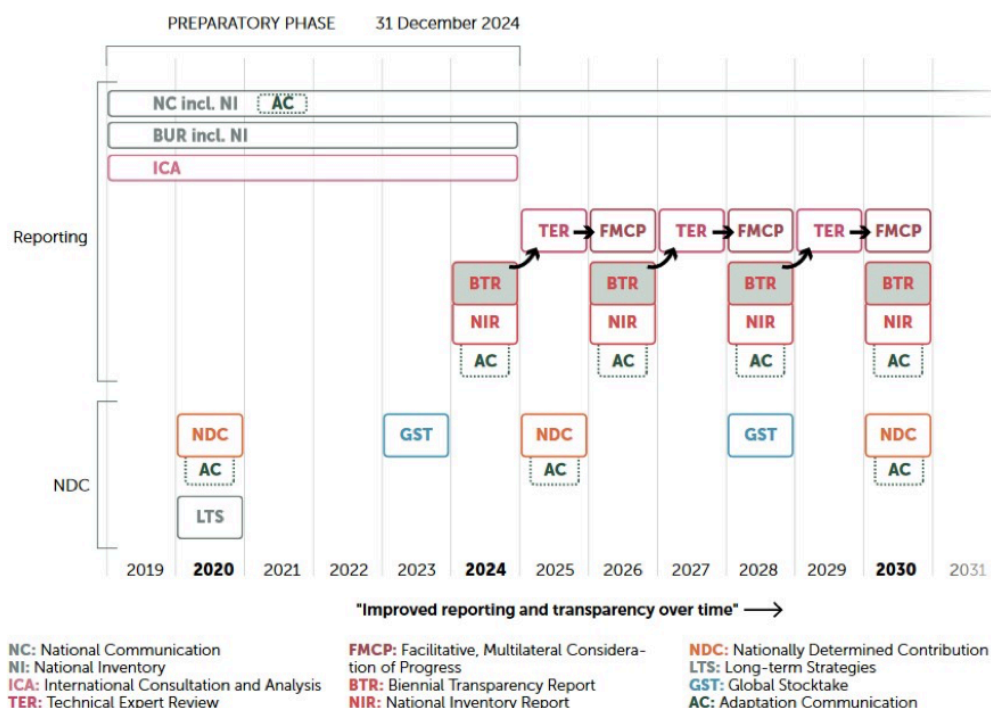 PREPARATORY PHASE 31 December 2024
NC incl. NI AC
BUR incl. NI
ICA
Reporting
TER FMCP TER FMCP TER FMCP
BTR BTR BTR BTR
NIR NIR NIR NIR
AC AC AC AC
NDC GST NDC GST NDC
AC AC AC
NDC
LTS
2019 2020 2021 2022 2023 2024 2025 2026 2027 2028 2029 2030 2031
"Improved reporting and transparency over time"
NC: National Communication
NI: National Inventory
ICA: International Consultation and Analysis
TER: Technical Expert Review
FMCP: Facilitative, Multilateral Considera-
tion of Progress
BTR: Biennial Transparency Report
NIR: National Inventory Report
NDC: Nationally Determined Contribution
LTS: Long-term Strategies
GST: Global Stocktake
AC: Adaptation Communication